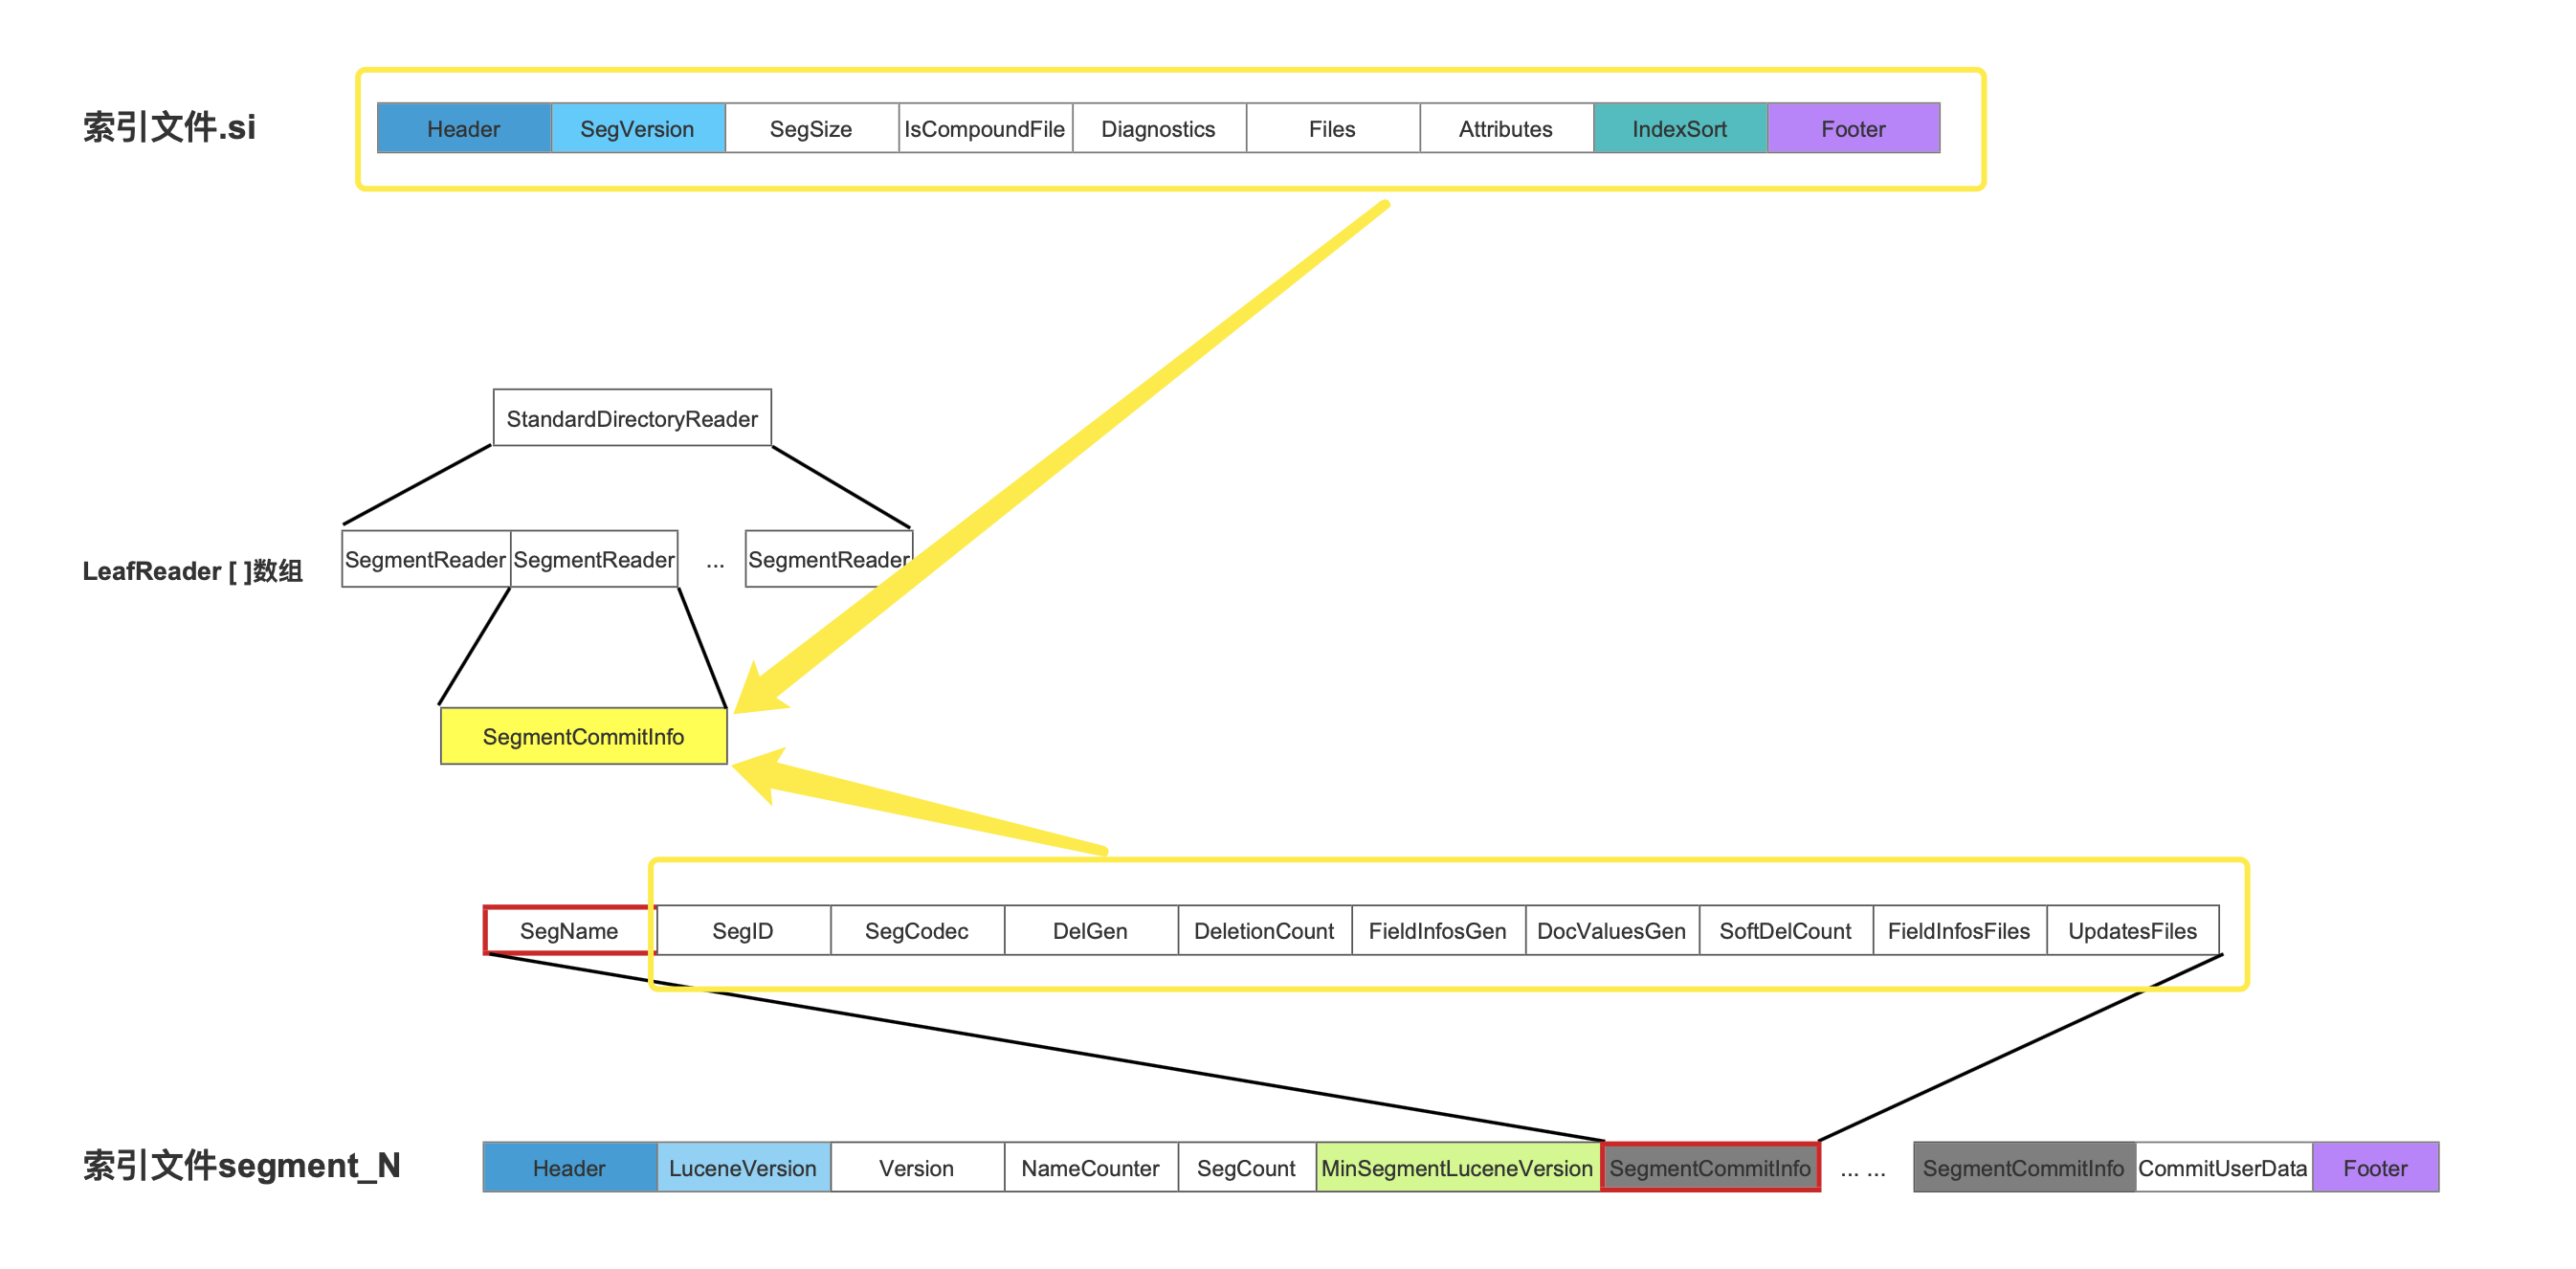 索引文件.si
Header SegVersion SegSize IsCompoundFile Diagnostics Files Attributes IndexSort Footer
StandardDirectoryReader
LeafReader [ ]数组
SegmentReader SegmentReader ... SegmentReader
SegmentCommitInfo
SegName SegID SegCodec DelGen DeletionCount FieldInfosGen DocValuesGen SoftDelCount FieldInfosFiles UpdatesFiles
索引文件segment_N
Header LuceneVersion Version NameCounter SegCount MinSegmentLuceneVersion SegmentCommitInfo ... ... SegmentCommitInfo CommitUserData Footer